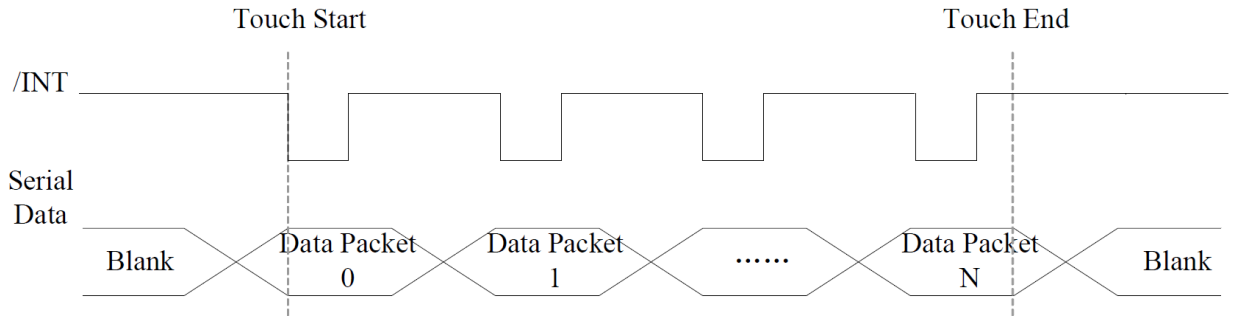 Touch Start
Touch End
/INT
Serial
Data
Blank
Data Packet
0
Data Packet
1
......
Data Packet
N
Blank